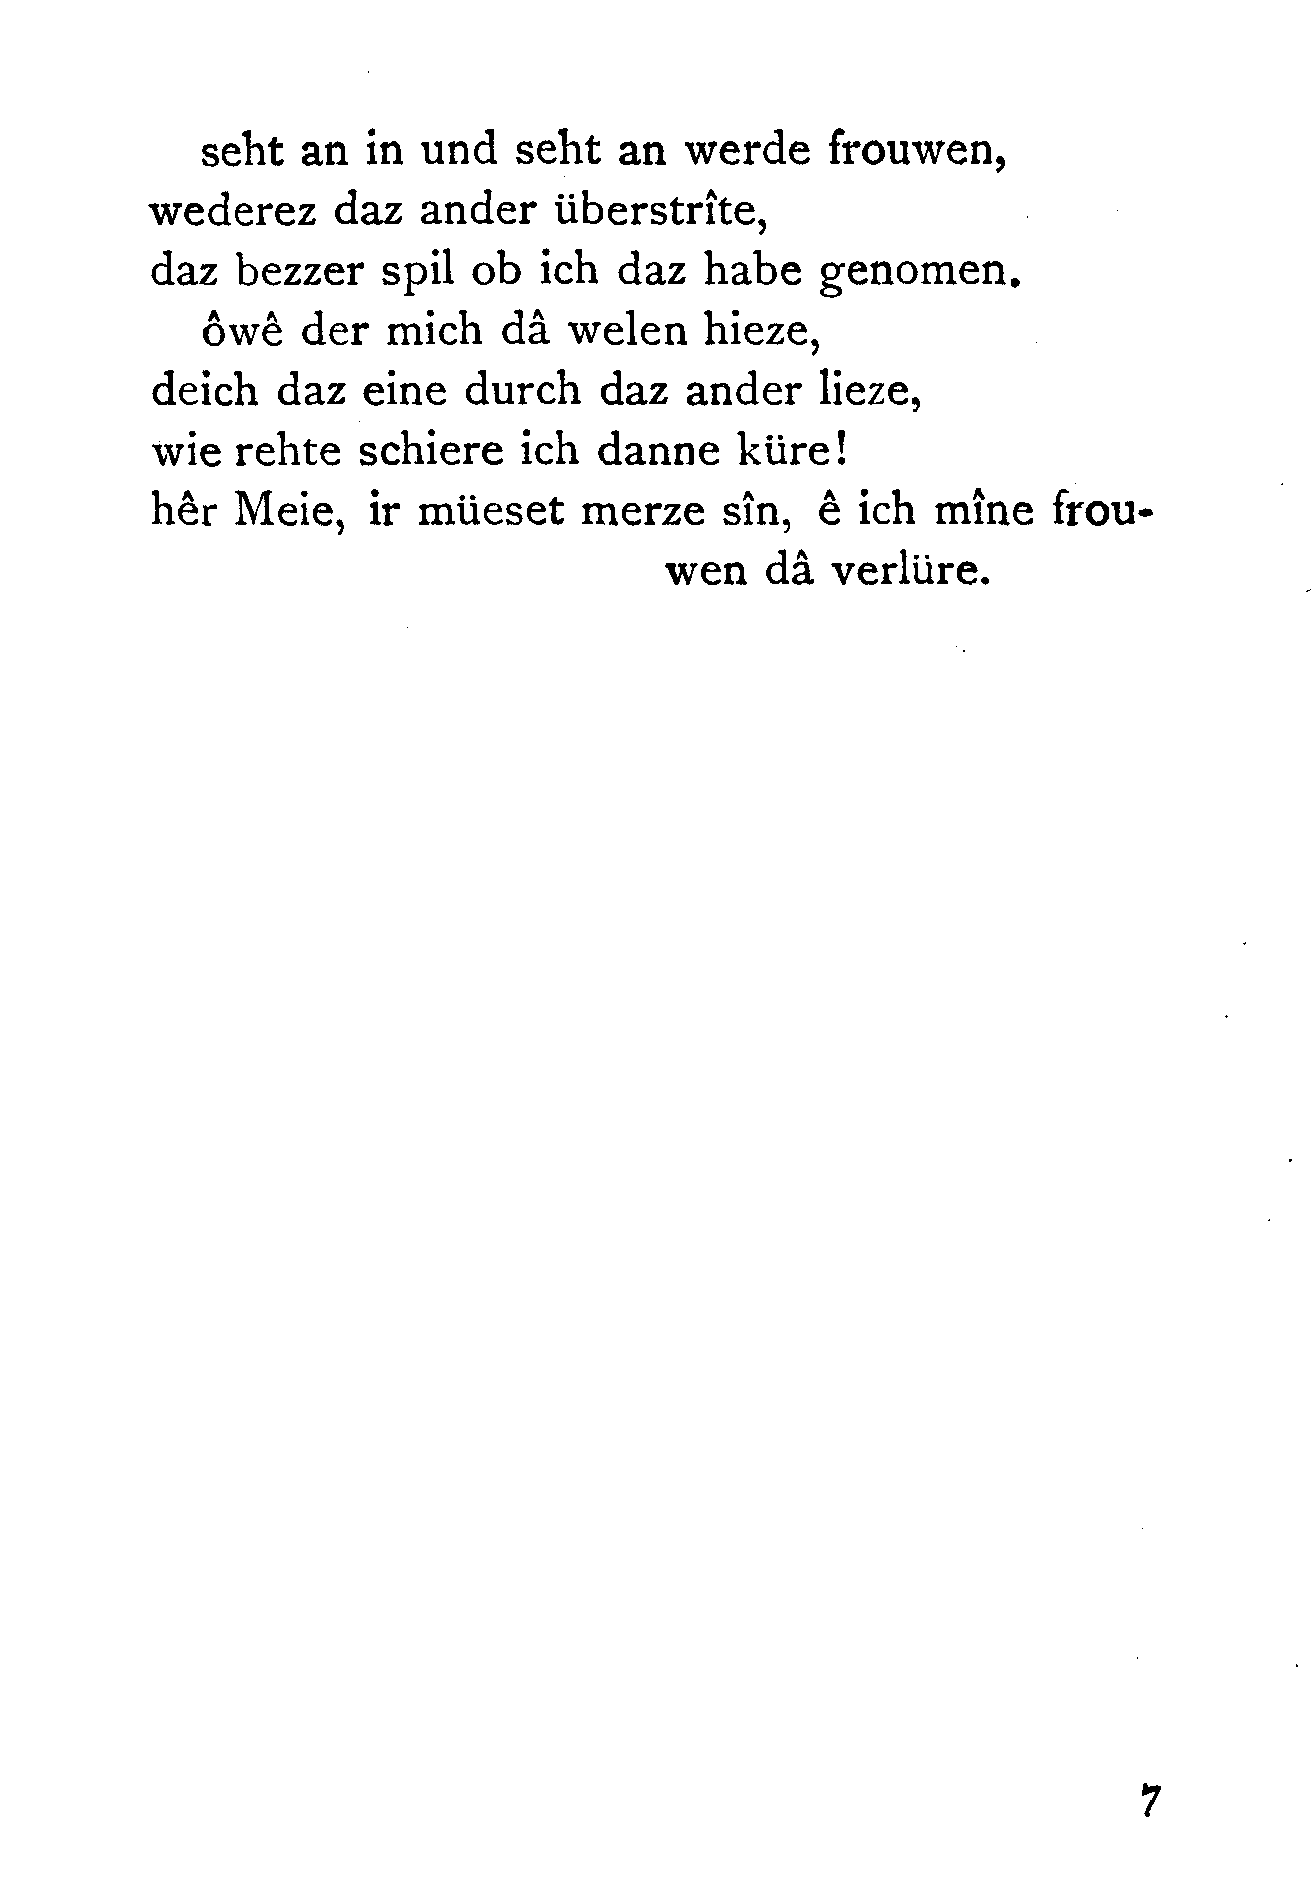 seht an in und seht an werde frouwen,
wederez daz ander überstrîte,
daz bezzer spil ob ich daz habe genomen.
ôwê der mich dâ welen hieze,
deich daz eine durch daz ander lieze,
wie rehte schiere ich danne küre!
hêr Meie, ir müeset merze sîn, ê ich mîne frou-
wen dâ verlüre.
7